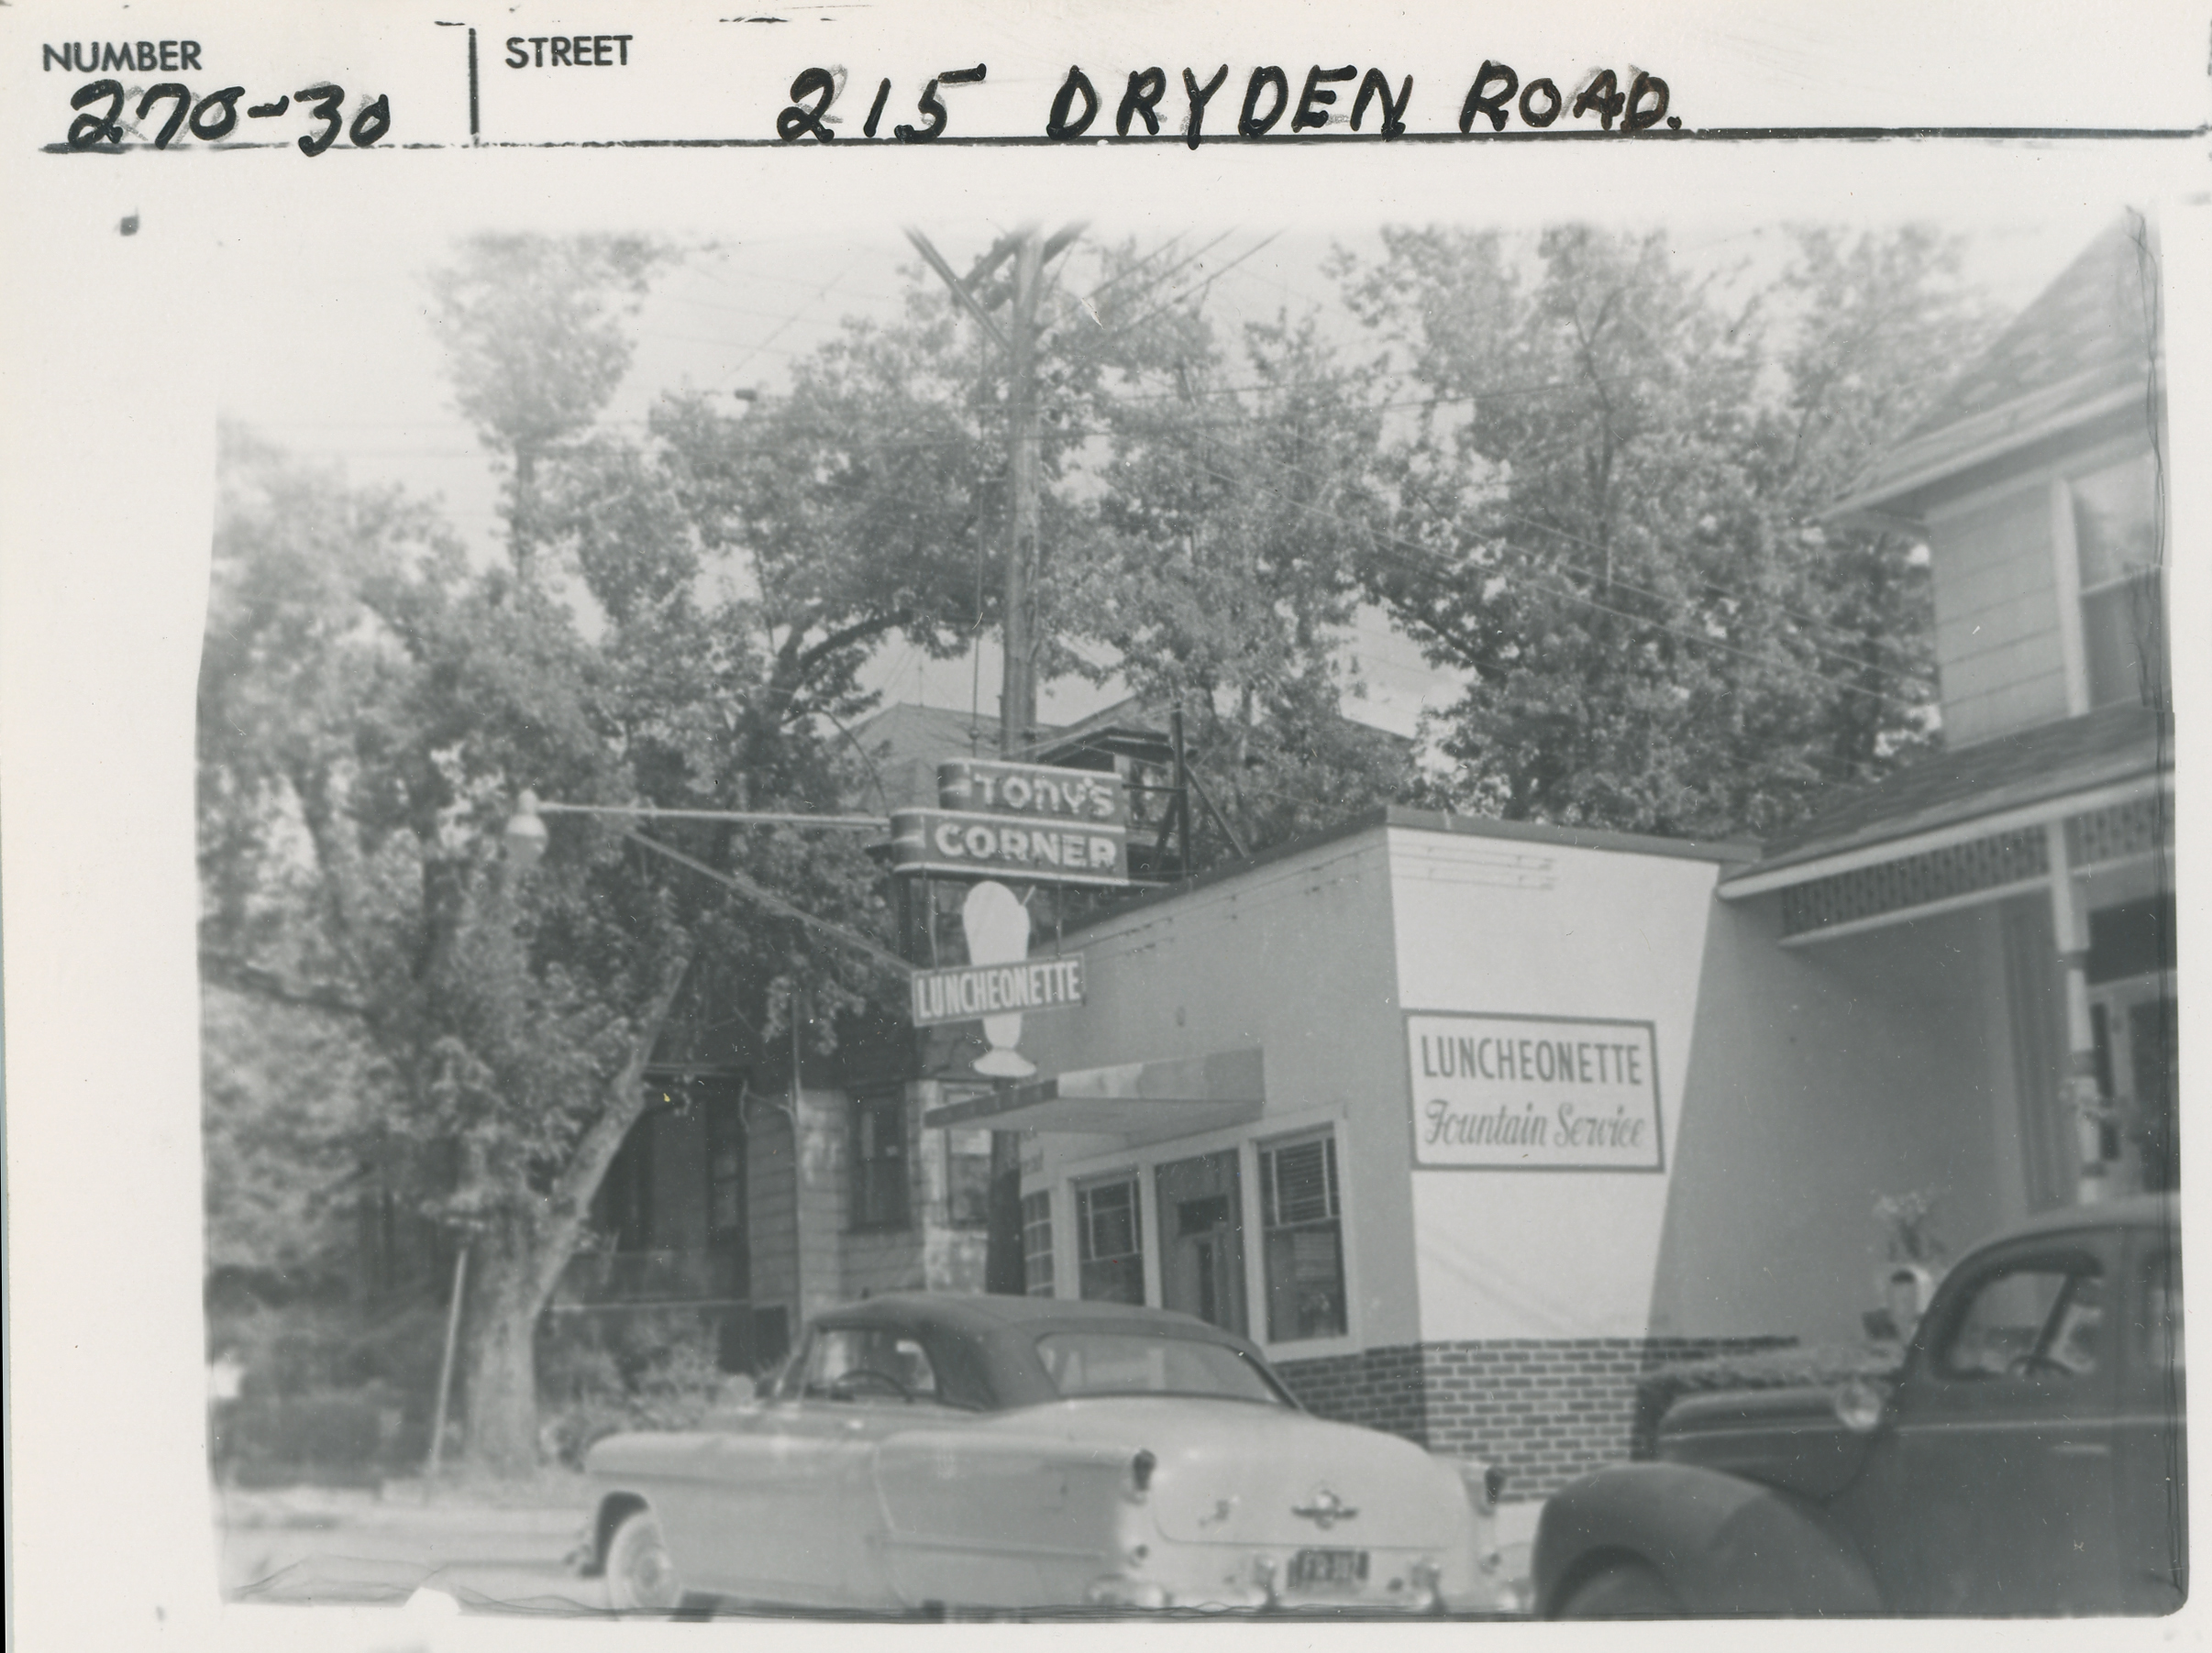 NUMBER
270-30
STREET
215 DRYDEN ROAD.
TONY'S
CORNER
LUNCHEONETTE
LUNCHEONETTE
Fountain Service